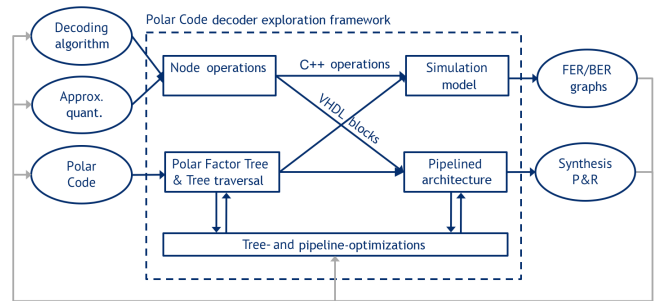 Polar Code decoder exploration framework
Decoding
algorithm
Node operations
C++ operations
Simulation
model
FER/BER
graphs
Approx.
quant.
VHDL blocks
Polar
Code
Polar Factor Tree
& Tree traversal
Pipelined
architecture
Synthesis
P&R
Tree- and pipeline-optimizations